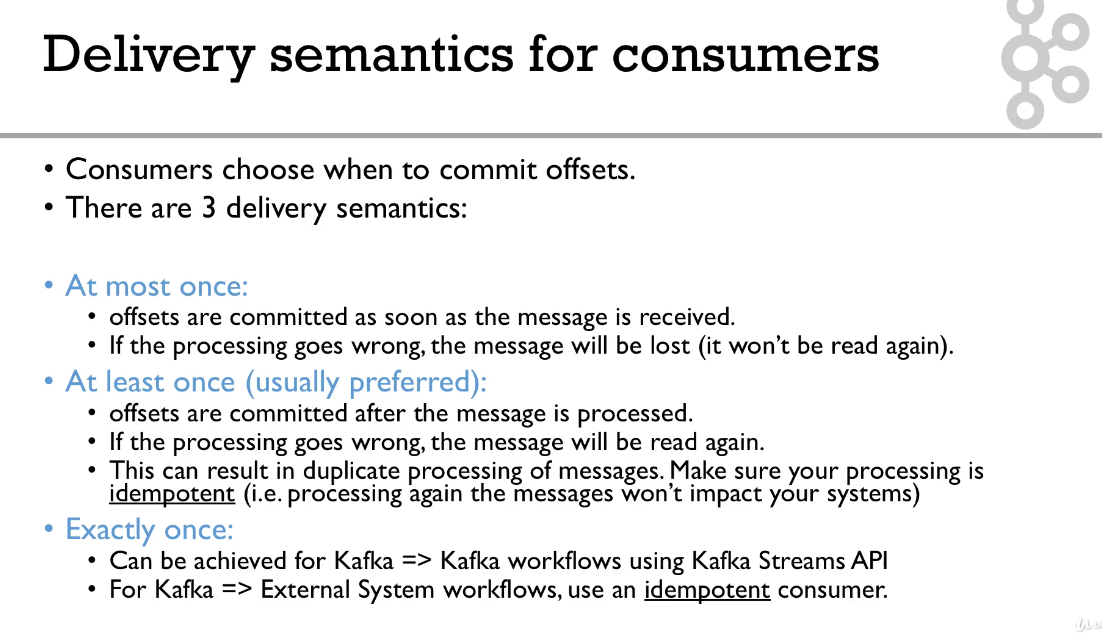 Delivery semantics for consumers
• Consumers choose when to commit offsets.
• There are 3 delivery semantics:
• At most once:
• offsets are committed as soon as the message is received.
• If the processing goes wrong, the message will be lost (it won’t be read again).
• At least once (usually preferred):
• offsets are committed after the message is processed.
• If the processing goes wrong, the message will be read again.
• This can result in duplicate processing of messages. Make sure your processing is
idempotent (i.e. processing again the messages won’t impact your systems)
• Exactly once:
• Can be achieved for Kafka => Kafka workflows using Kafka Streams API
• For Kafka => External System workflows, use an idempotent consumer.